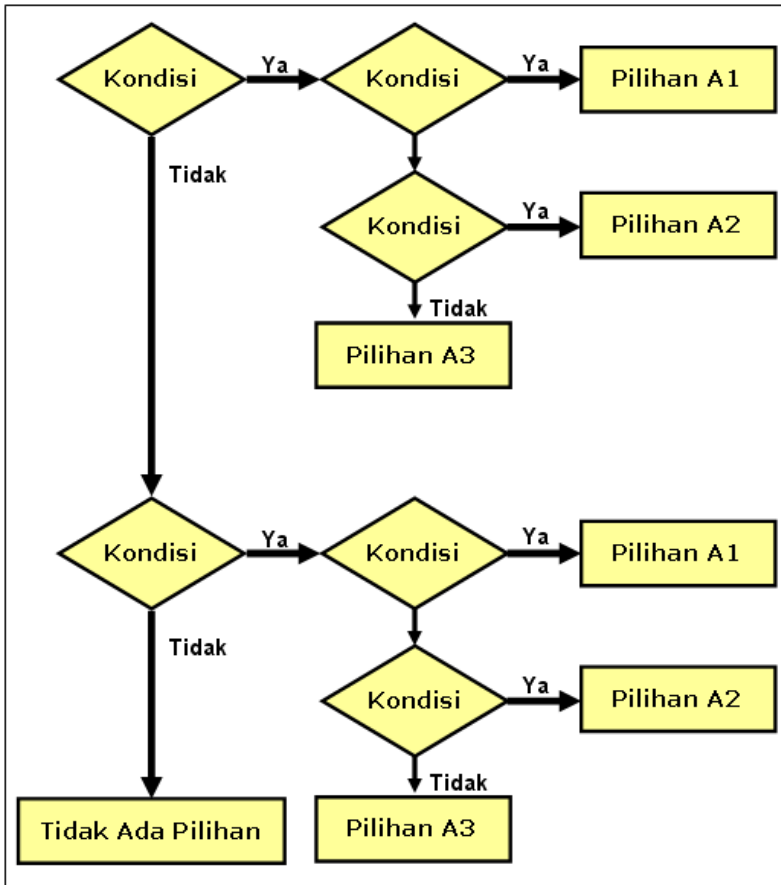 Kondisi
Ya
Kondisi
Ya
Pilihan A1
Tidak
Kondisi
Ya
Pilihan A2
Tidak
Pilihan A3
Kondisi
Ya
Kondisi
Ya
Pilihan A1
Tidak
Kondisi
Ya
Pilihan A2
Tidak
Tidak Ada Pilihan
Pilihan A3